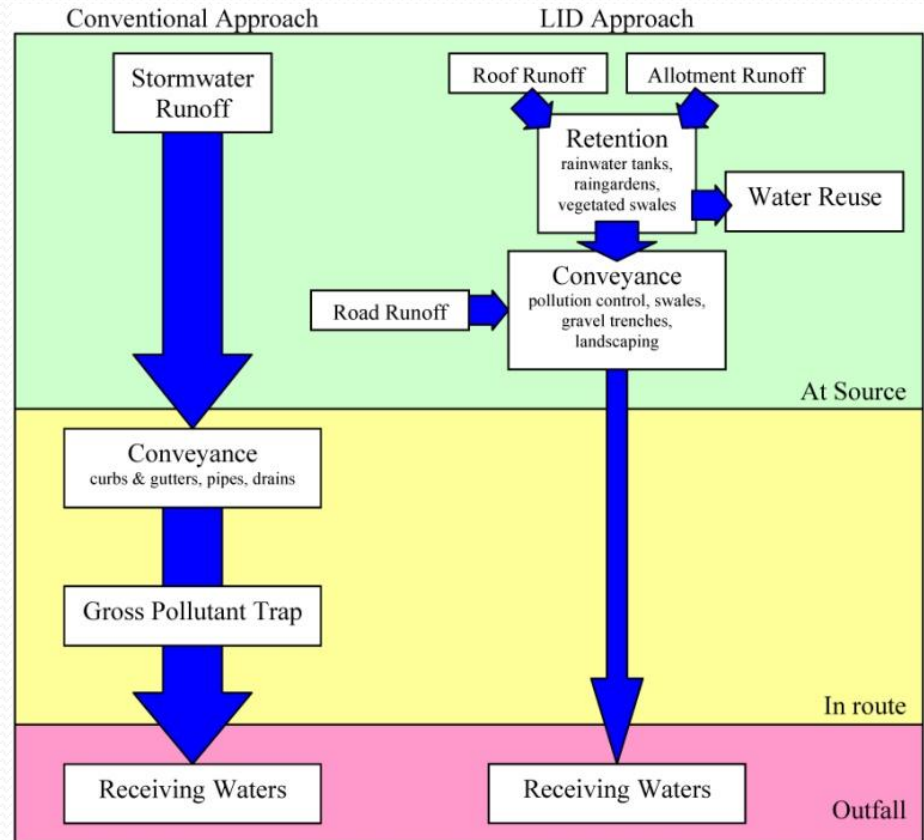 Conventional Approach
LID Approach
Stormwater
Runoff
Roof Runoff
Allotment Runoff
Retention
rainwater tanks,
raingardens,
vegetated swales
Water Reuse
Conveyance
pollution control, swales,
gravel trenches,
landscaping
Road Runoff
At Source
Conveyance
curbs & gutters, pipes, drains
Gross Pollutant Trap
In route
Receiving Waters
Receiving Waters
Outfall